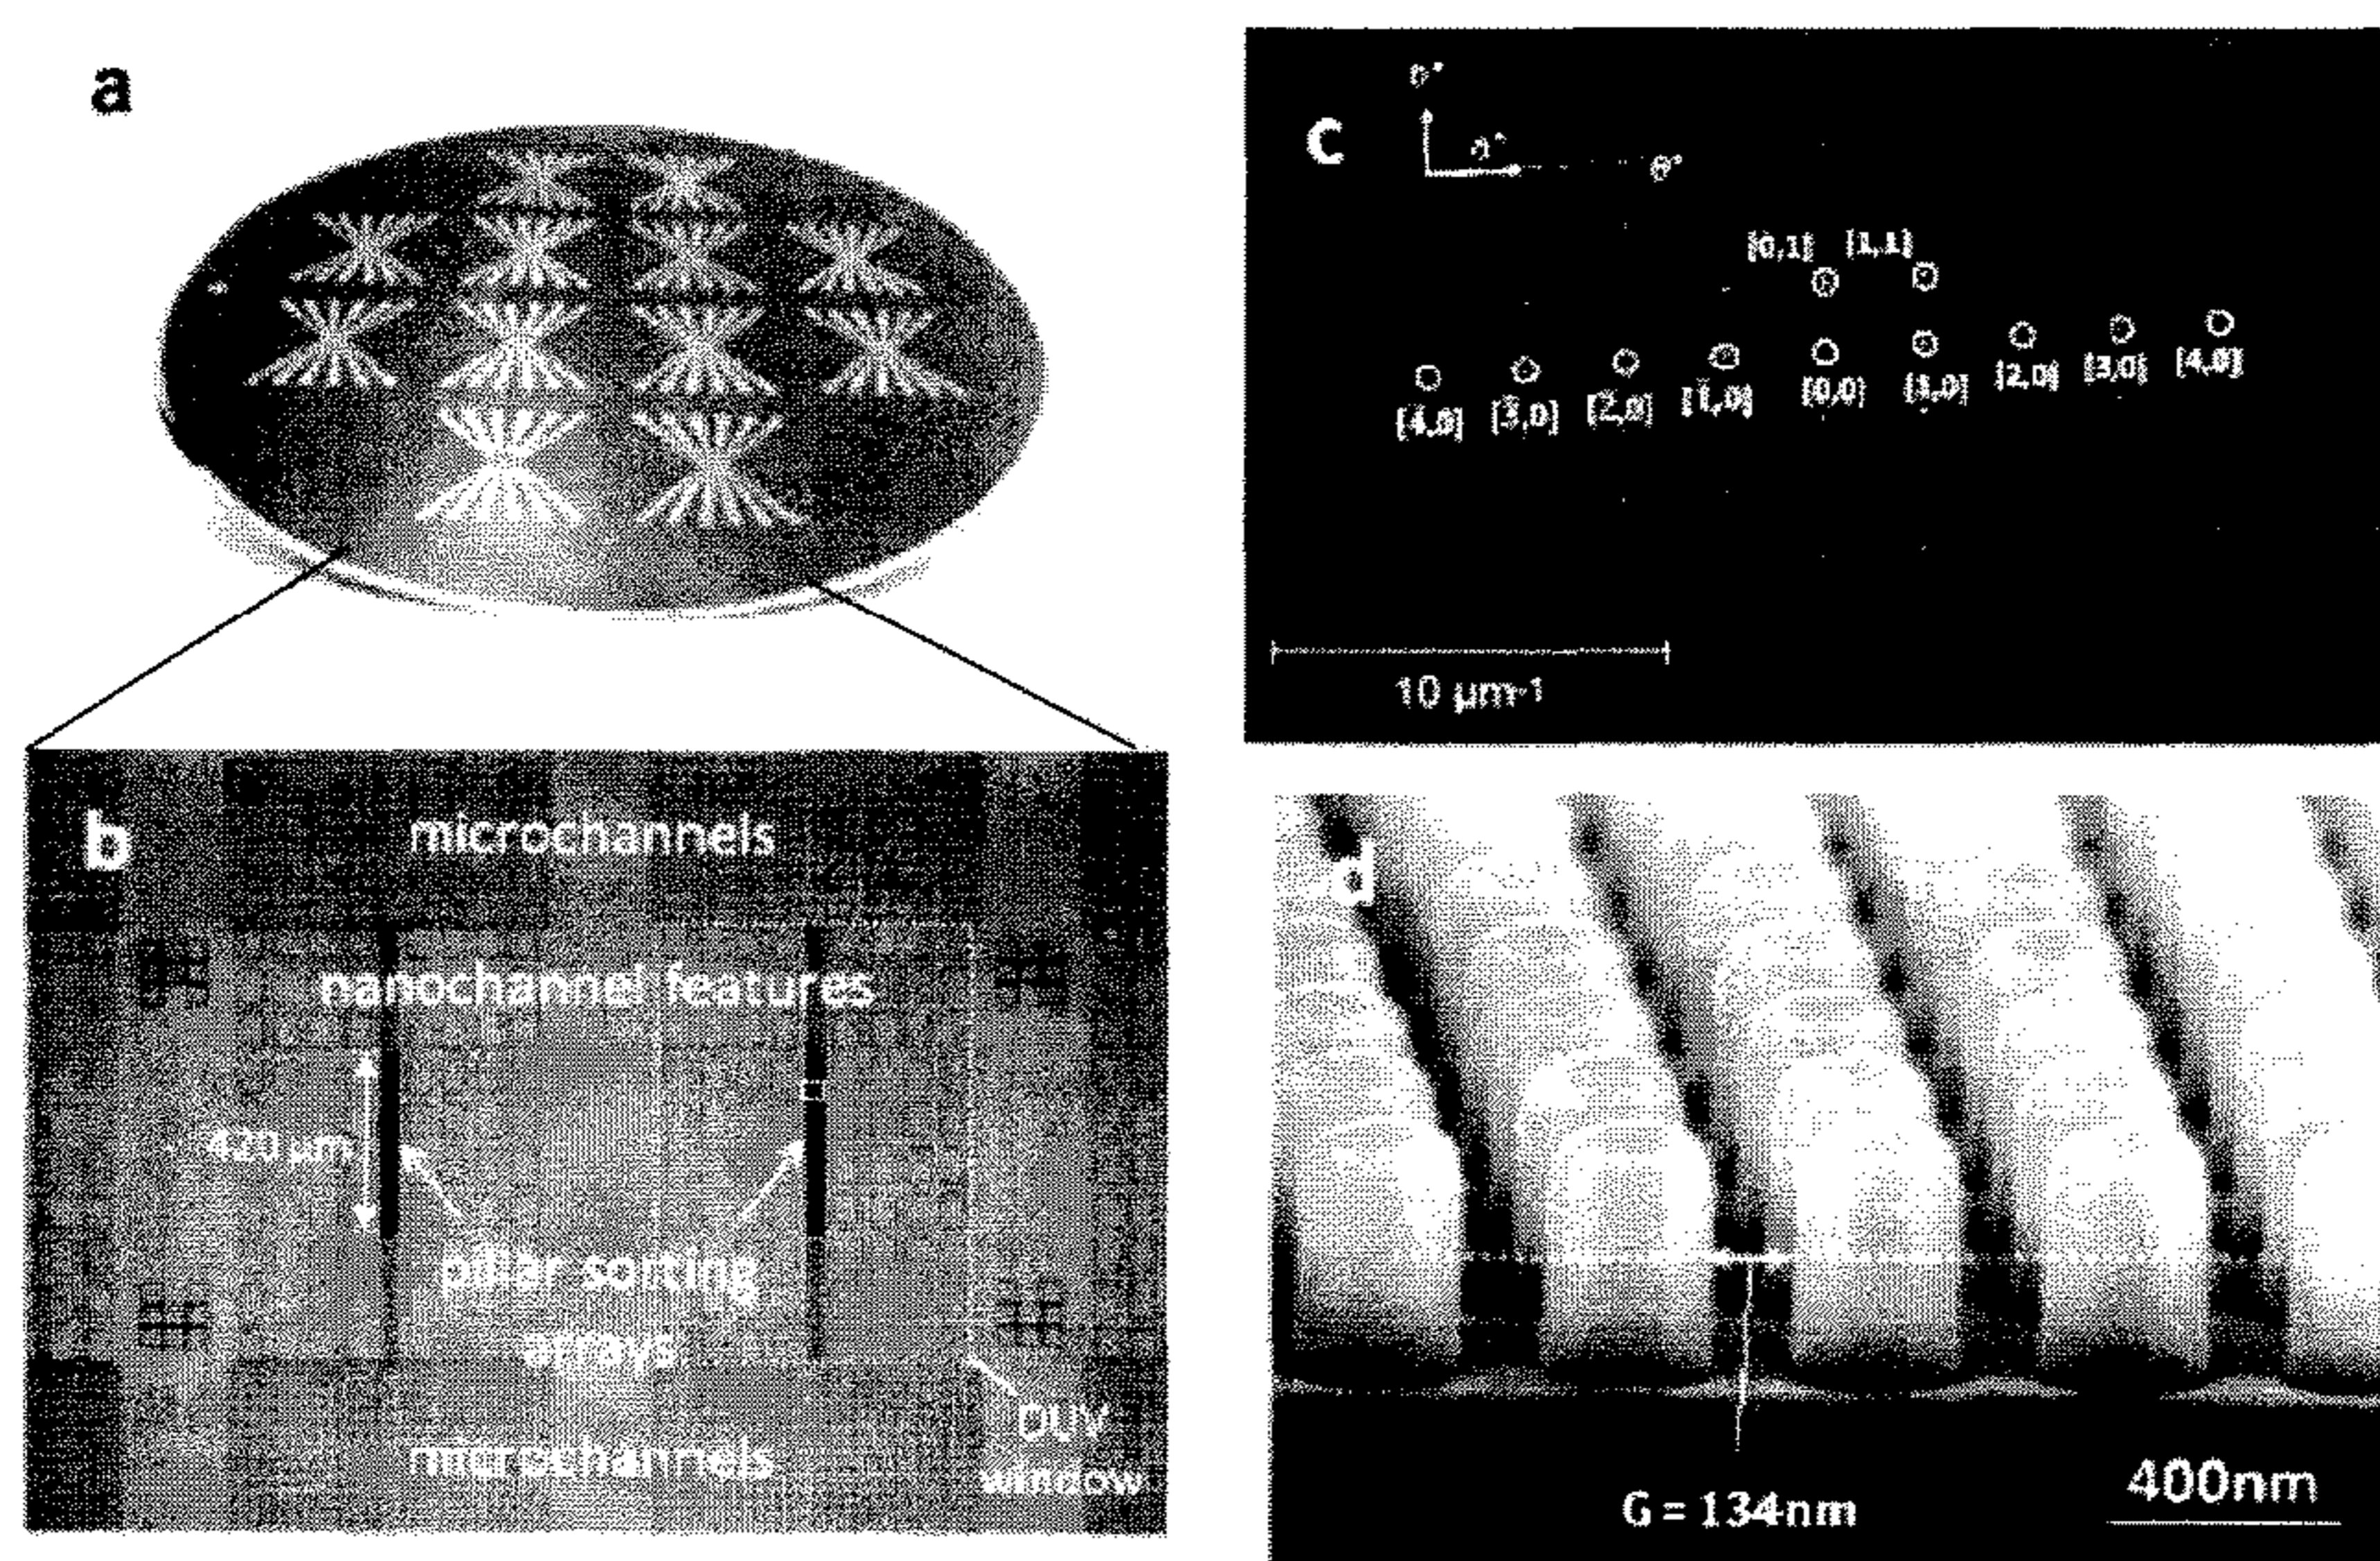 a
b
microchannels
nanochannel features
420 µm
pillar sorting
arrays
DUV
window
microchannels
c
b*
a*
θ*
[0,1] [1,1]
[4̄,0] [3̄,0] [2̄,0] [1̄,0] [0,0] [1,0] [2,0] [3,0] [4,0]
10 µm-1
d
G = 134nm
400nm